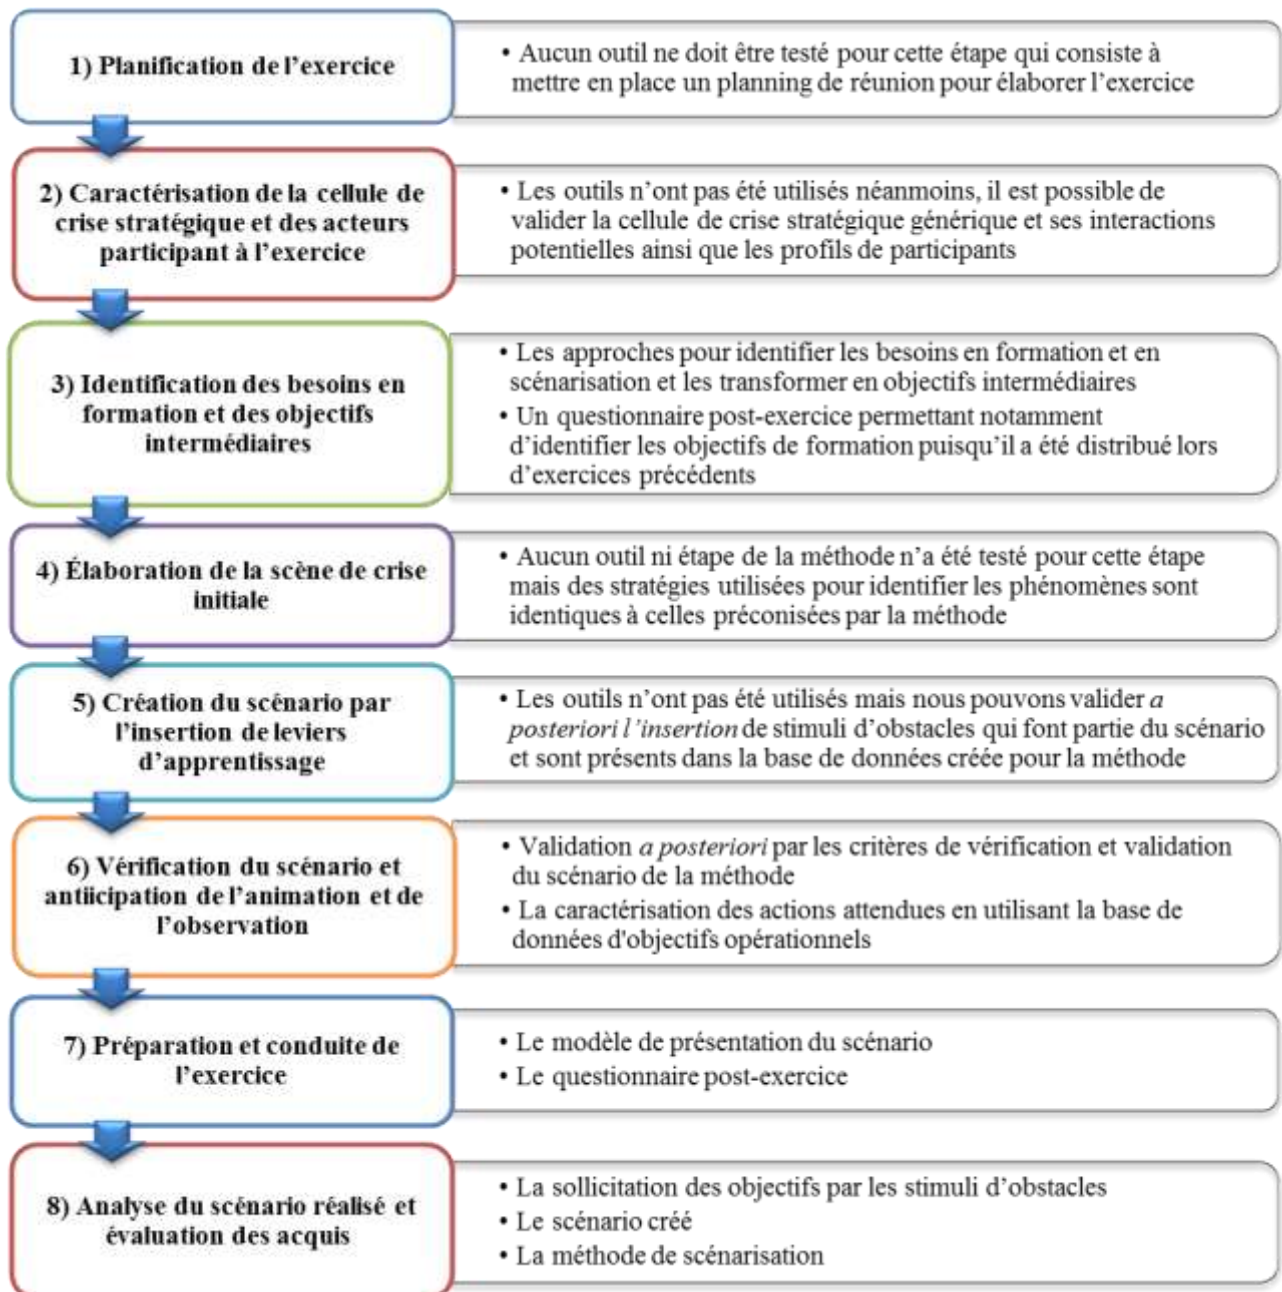 1) Planification de l'exercice
• Aucun outil ne doit être testé pour cette étape qui consiste à
mettre en place un planning de réunion pour élaborer l'exercice
2) Caractérisation de la cellule de
crise stratégique et des acteurs
participant à l'exercice
• Les outils n'ont pas été utilisés néanmoins, il est possible de
valider la cellule de crise stratégique générique et ses interactions
potentielles ainsi que les profils de participants
3) Identification des besoins en
formation et des objectifs
intermédiaires
• Les approches pour identifier les besoins en formation et en
scénarisation et les transformer en objectifs intermédiaires
• Un questionnaire post-exercice permettant notamment
d'identifier les objectifs de formation puisqu'il a été distribué lors
d'exercices précédents
4) Élaboration de la scène de crise
initiale
• Aucun outil ni étape de la méthode n'a été testé pour cette étape
mais des stratégies utilisées pour identifier les phénomènes sont
identiques à celles préconisées par la méthode
5) Création du scénario par
l'insertion de leviers
d'apprentissage
• Les outils n'ont pas été utilisés mais nous pouvons valider a
posteriori l'insertion de stimuli d'obstacles qui font partie du scénario
et sont présents dans la base de données créée pour la méthode
6) Vérification du scénario et
antiicipation de l'animation et de
l'observation
• Validation a posteriori par les critères de vérification et validation
du scénario de la méthode
• La caractérisation des actions attendues en utilisant la base de
données d'objectifs opérationnels
7) Préparation et conduite de
l'exercice
• Le modèle de présentation du scénario
• Le questionnaire post-exercice
8) Analyse du scénario réalisé et
évaluation des acquis
• La sollicitation des objectifs par les stimuli d'obstacles
• Le scénario créé
• La méthode de scénarisation